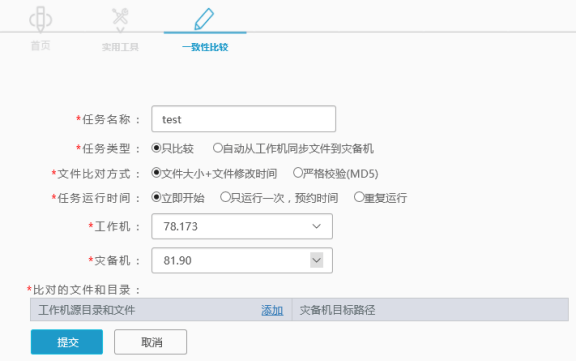 首页 实用工具 一致性比较
*任务名称： test
*任务类型： 只比较 自动从工作机同步文件到灾备机
*文件比对方式： 文件大小+文件修改时间 严格校验(MD5)
*任务运行时间： 立即开始 只运行一次，预约时间 重复运行
*工作机： 78.173
*灾备机： 81.90
*比对的文件和目录：
工作机源目录和文件 添加 灾备机目标路径
提交 取消